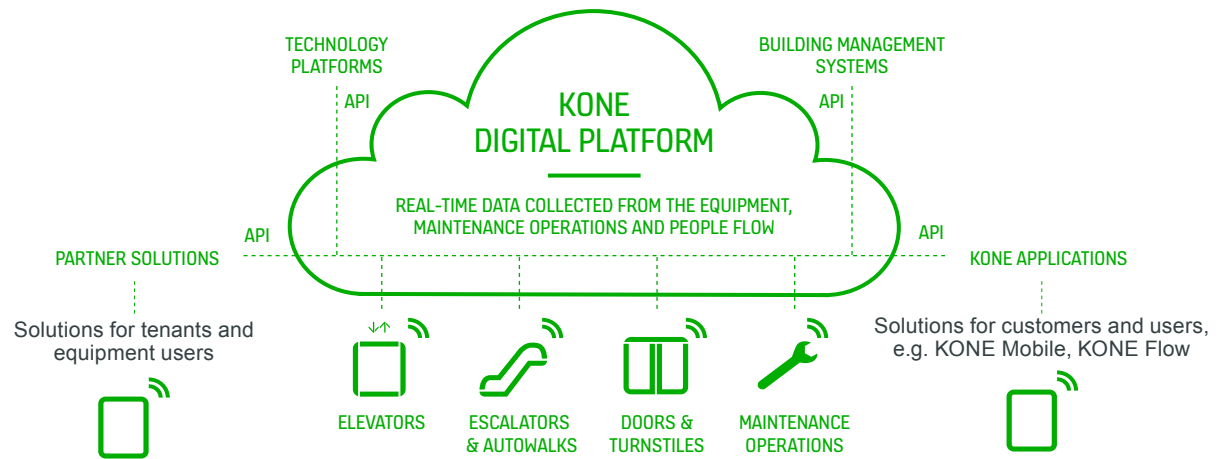 TECHNOLOGY
PLATFORMS
BUILDING MANAGEMENT
SYSTEMS
API
API
KONE
DIGITAL PLATFORM
REAL-TIME DATA COLLECTED FROM THE EQUIPMENT,
MAINTENANCE OPERATIONS AND PEOPLE FLOW
API
API
PARTNER SOLUTIONS
KONE APPLICATIONS
Solutions for tenants and
equipment users
Solutions for customers and users,
e.g. KONE Mobile, KONE Flow
ELEVATORS
ESCALATORS
& AUTOWALKS
DOORS &
TURNSTILES
MAINTENANCE
OPERATIONS